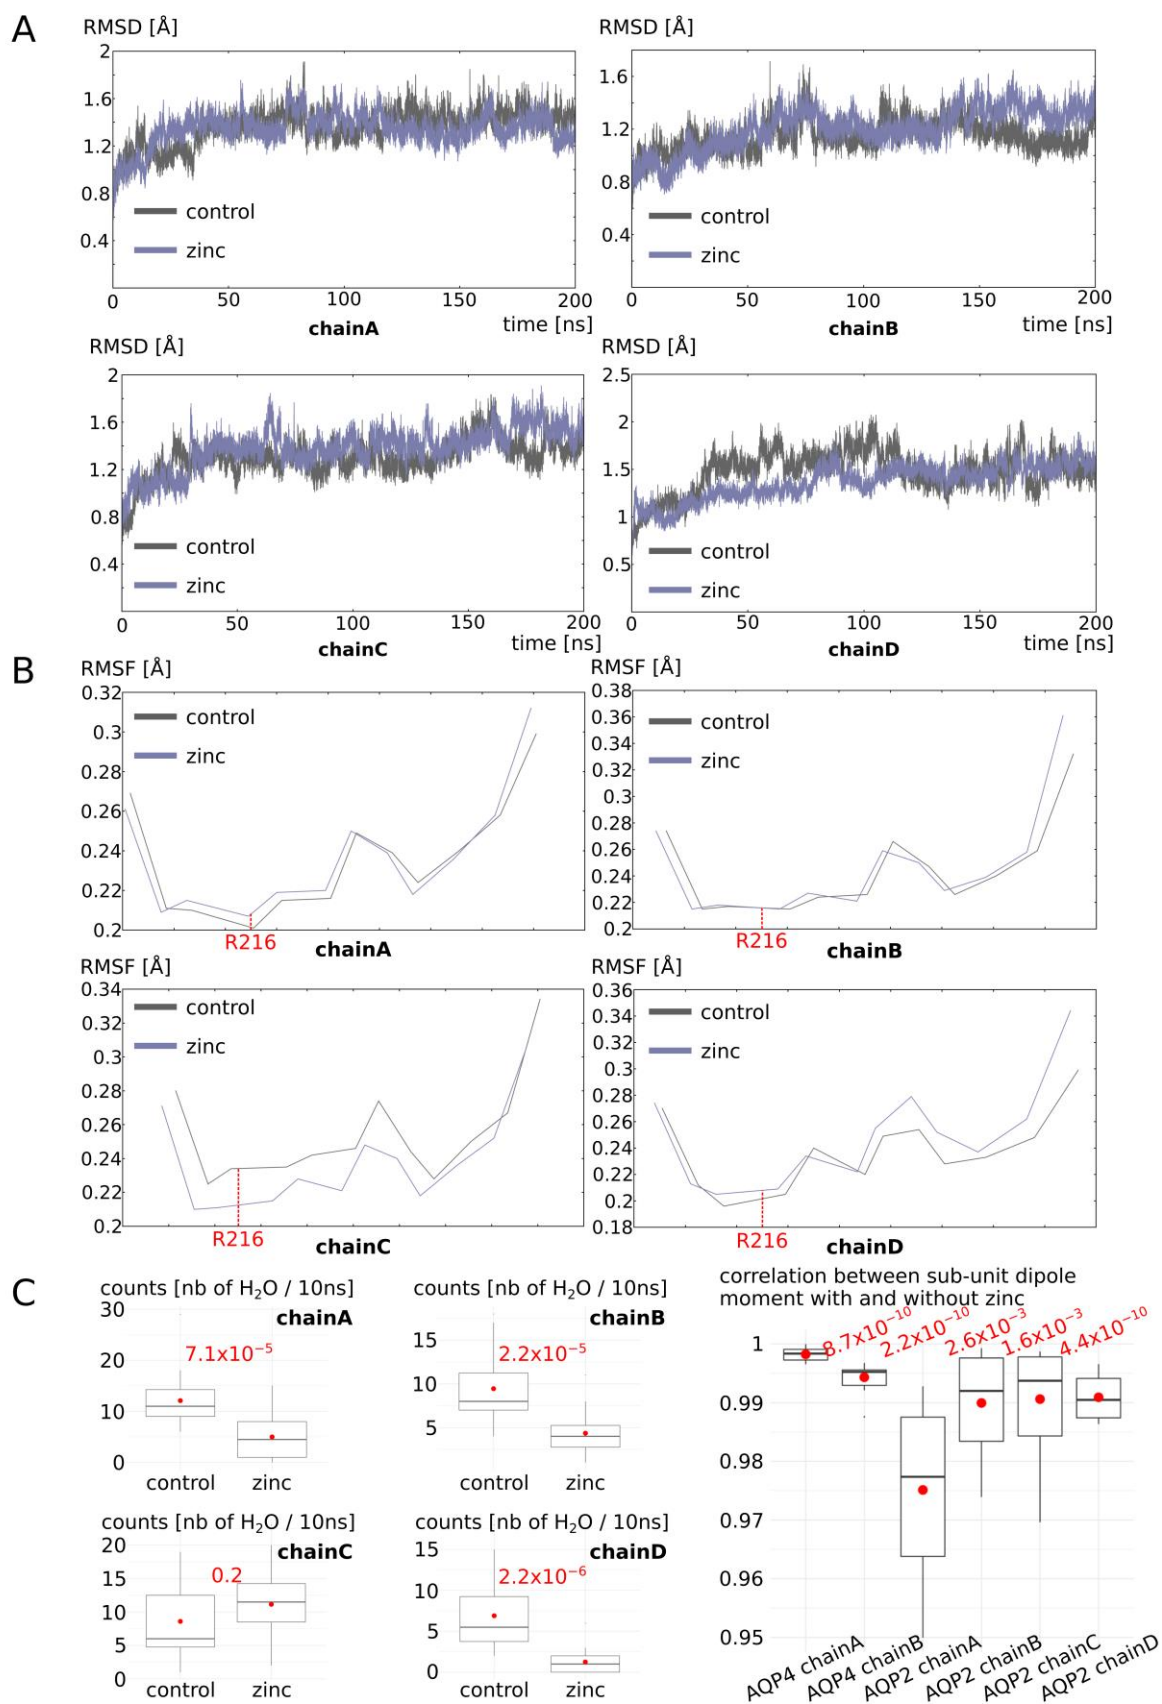 A
RMSD [Å]
2
1.6
1.2
0.8
0.4
control
zinc
0
50
100
150
200
chainA
time [ns]
RMSD [Å]
1.6
1.2
0.8
0.4
control
zinc
0
50
100
150
200
chainB
time [ns]
RMSD [Å]
2
1.6
1.2
0.8
0.4
control
zinc
0
50
100
150
200
chainC
time [ns]
RMSD [Å]
2.5
2
1.5
1
0.5
control
zinc
0
50
100
150
200
chainD
time [ns]
B
RMSF [Å]
0.32
0.3
0.28
0.26
0.24
0.22
0.2
control
zinc
R216
chainA
RMSF [Å]
0.38
0.36
0.34
0.32
0.3
0.28
0.26
0.24
0.22
0.2
control
zinc
R216
chainB
RMSF [Å]
0.34
0.32
0.3
0.28
0.26
0.24
0.22
0.2
control
zinc
R216
chainC
RMSF [Å]
0.36
0.34
0.32
0.3
0.28
0.26
0.24
0.22
0.2
0.18
control
zinc
R216
chainD
C
counts [nb of H₂O / 10ns]
chainA
30
20
10
0
7.1x10⁻⁵
control zinc
counts [nb of H₂O / 10ns]
chainB
15
10
5
2.2x10⁻⁵
control zinc
counts [nb of H₂O / 10ns]
chainC
20
15
10
5
0
0.2
control zinc
counts [nb of H₂O / 10ns]
chainD
15
10
5
0
2.2x10⁻⁶
control zinc
correlation between sub-unit dipole
moment with and without zinc
8.7x10⁻¹⁰
2.2x10⁻¹⁰
2.6x10⁻³
1.6x10⁻³
4.4x10⁻¹⁰
1
0.99
0.98
0.97
0.96
0.95
AQP4 chainA
AQP4 chainB
AQP2 chainA
AQP2 chainB
AQP2 chainC
AQP2 chainD